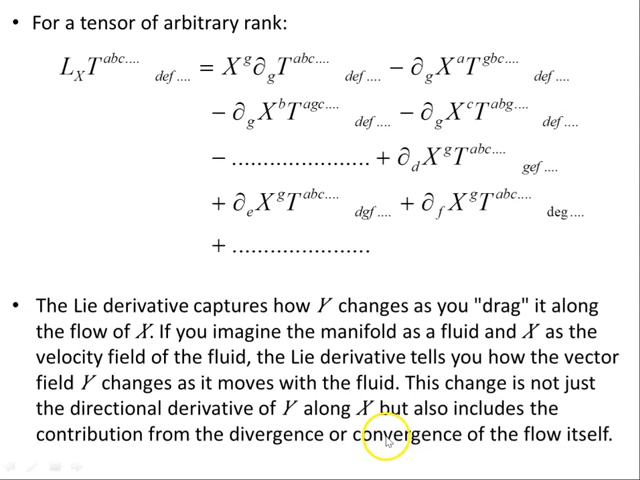 • For a tensor of arbitrary rank:
L_X T^{abc....}_{def....} = X^g ∂_g T^{abc....}_{def....} − ∂_g X^a T^{gbc....}_{def....}
− ∂_g X^b T^{agc....}_{def....} − ∂_g X^c T^{abg....}_{def....}
− ...................... + ∂_d X^g T^{abc....}_{gef....}
+ ∂_e X^g T^{abc....}_{dgf....} + ∂_f X^g T^{abc....}_{deg....}
+ ......................
• The Lie derivative captures how Y changes as you "drag" it along
the flow of X. If you imagine the manifold as a fluid and X as the
velocity field of the fluid, the Lie derivative tells you how the vector
field Y changes as it moves with the fluid. This change is not just
the directional derivative of Y along X but also includes the
contribution from the divergence or convergence of the flow itself.